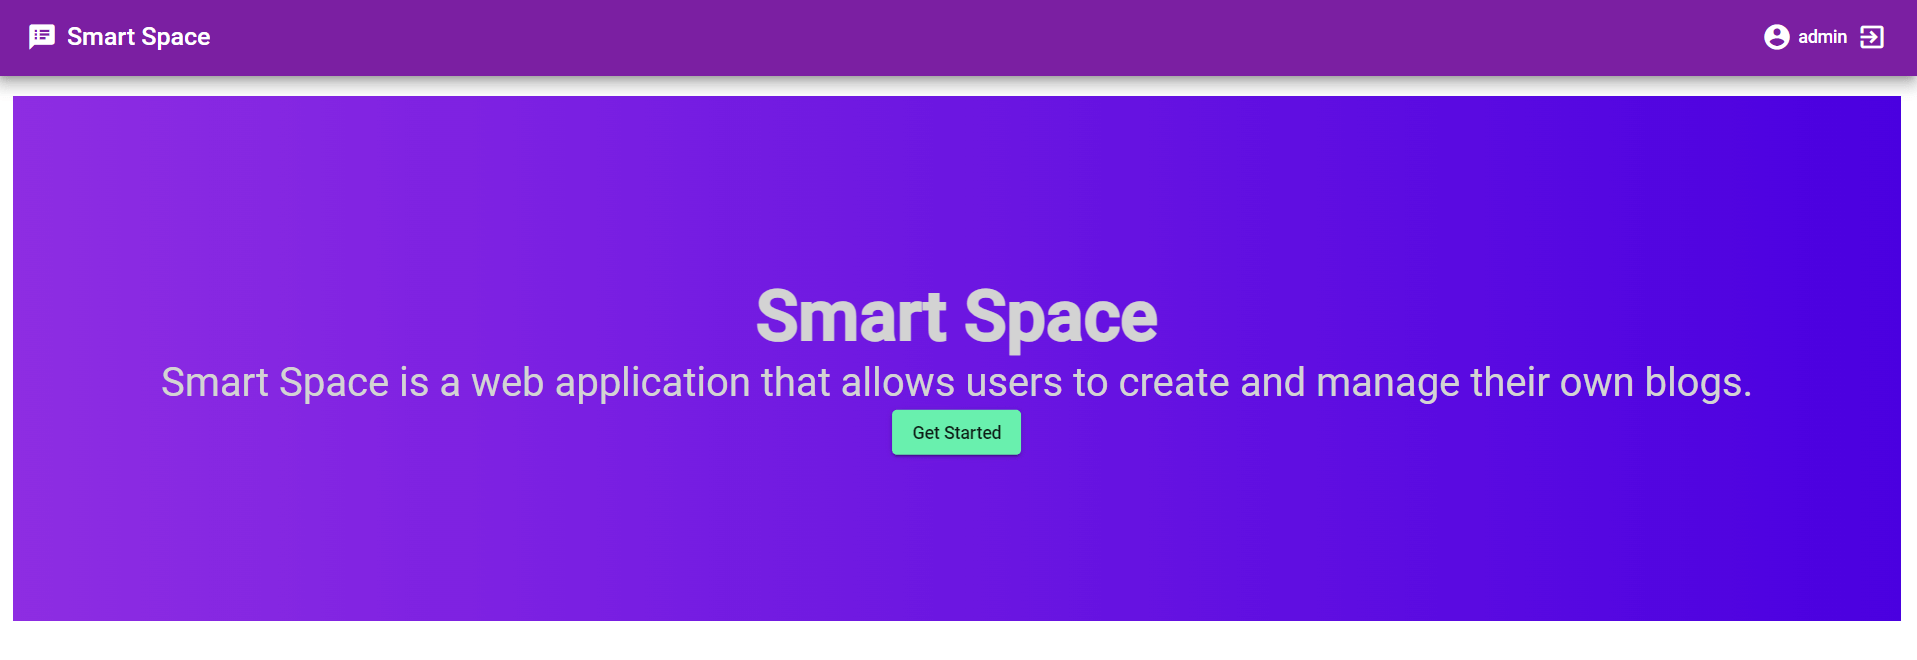 Smart Space
admin
Smart Space
Smart Space is a web application that allows users to create and manage their own blogs.
Get Started